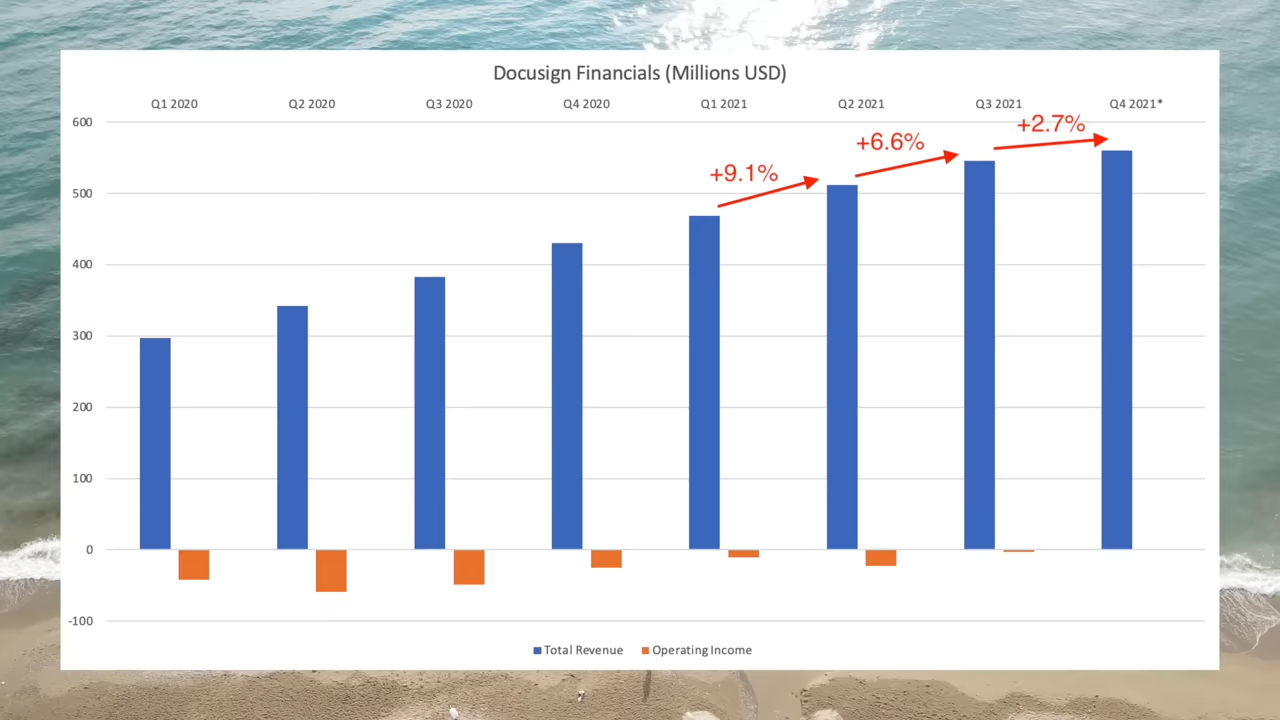 Docusign Financials (Millions USD)
Q1 2020 Q2 2020 Q3 2020 Q4 2020 Q1 2021 Q2 2021 Q3 2021 Q4 2021*
600
+9.1% +6.6% +2.7%
500
400
300
200
100
0
-100
Total Revenue Operating Income